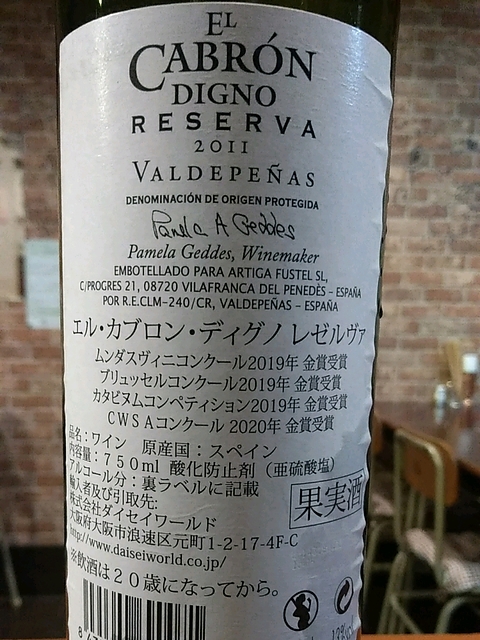 EL
CABRÓN
DIGNO
RESERVA
2011
VALDEPEÑAS
DENOMINACIÓN DE ORIGEN PROTEGIDA
Pamela A Geddes
Pamela Geddes, Winemaker
EMBOTELLADO PARA ARTIGA FUSTEL SL,
C/PROGRES 21, 08720 VILAFRANCA DEL PENEDÈS – ESPAÑA
POR R.E.CLM-240/CR, VALDEPEÑAS – ESPAÑA
エル・カブロン・ディグノ レゼルヴァ
ムンダスヴィニコンクール2019年 金賞受賞
ブリュッセルコンクール2019年 金賞受賞
カタビヌムコンペティション2019年 金賞受賞
CWSAコンクール 2020年 金賞受賞
品名：ワイン 原産国：スペイン
内容量：750ml 酸化防止剤（亜硫酸塩）
アルコール分：裏ラベルに記載
輸入者及び引取先:
株式会社ダイセイワールド
大阪府大阪市浪速区元町1-2-17-4F-C
http://www.daiseiworld.co.jp/
果実酒
※飲酒は20歳になってから。